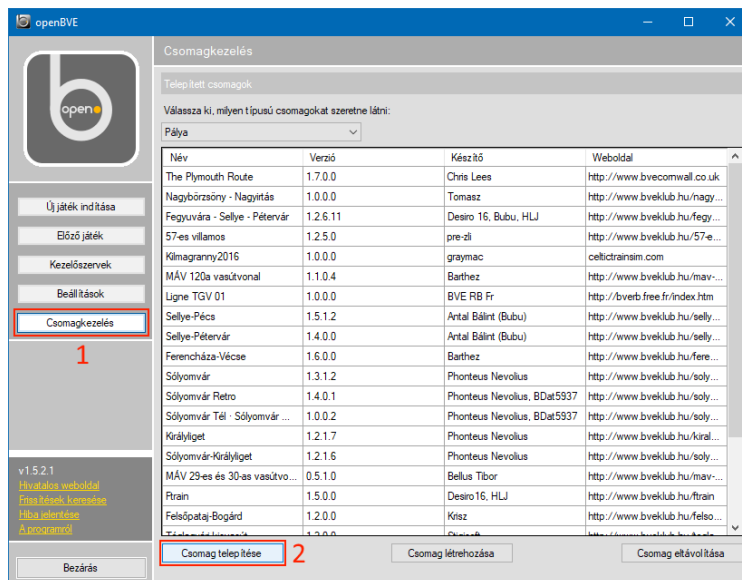 openBVE
open
Új játék indítása
Előző játék
Kezelőszervek
Beállítások
Csomagkezelés
1
v1.5.2.1
Hivatalos weboldal
Frissítések keresése
Hiba jelentése
A programról
Bezárás
Csomagkezelés
Telepített csomagok
Válassza ki, milyen típusú csomagokat szeretne látni:
Pálya
Név Verzió Készítő Weboldal
The Plymouth Route 1.7.0.0 Chris Lees http://www.bvecornwall.co.uk
Nagybörzsöny - Nagyirtás 1.0.0.0 Tomasz http://www.bveklub.hu/nagy...
Fegyuvára - Sellye - Pétervár 1.2.6.11 Desiro 16, Bubu, HLJ http://www.bveklub.hu/fegy...
57-es villamos 1.2.5.0 pre-zli http://www.bveklub.hu/57-e...
Kilmagranny2016 1.0.0.0 graymac celtictrainsim.com
MÁV 120a vasútvonal 1.1.0.4 Barthez http://www.bveklub.hu/mav-...
Ligne TGV 01 1.0.0.0 BVE RB Fr http://bverb.free.fr/index.htm
Sellye-Pécs 1.5.1.2 Antal Bálint (Bubu) http://www.bveklub.hu/selly...
Sellye-Pétervár 1.4.0.0 Antal Bálint (Bubu) http://www.bveklub.hu/selly...
Ferencháza-Vécse 1.6.0.0 Barthez http://www.bveklub.hu/fere...
Sólyomvár 1.3.1.2 Phonteus Nevolius http://www.bveklub.hu/soly...
Sólyomvár Retro 1.4.0.1 Phonteus Nevolius, BDat5937 http://www.bveklub.hu/soly...
Sólyomvár Tél · Sólyomvár ... 1.0.0.2 Phonteus Nevolius, BDat5937 http://www.bveklub.hu/soly...
Királyliget 1.2.1.7 Phonteus Nevolius http://www.bveklub.hu/kiral...
Sólyomvár-Királyliget 1.2.1.6 Phonteus Nevolius http://www.bveklub.hu/soly...
MÁV 29-es és 30-as vasútvo... 0.5.1.0 Bellus Tibor http://www.bveklub.hu/mav-...
Ftrain 1.5.0.0 Desiro16, HLJ http://www.bveklub.hu/ftrain
Felsőpataj-Bogárd 1.2.0.0 Krisz http://www.bveklub.hu/felso...
Csomag telepítése 2 Csomag létrehozása Csomag eltávolítása